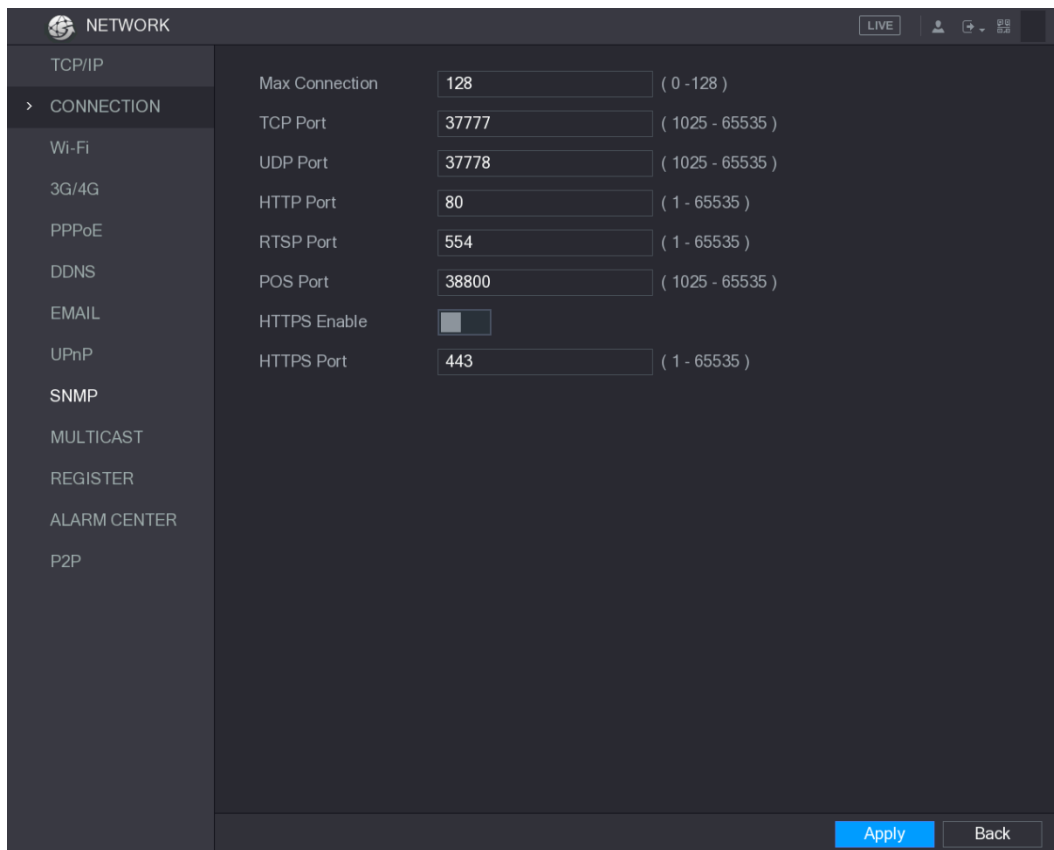 NETWORK
LIVE
TCP/IP
CONNECTION
Wi-Fi
3G/4G
PPPoE
DDNS
EMAIL
UPnP
SNMP
MULTICAST
REGISTER
ALARM CENTER
P2P
Max Connection 128 ( 0 -128 )
TCP Port 37777 ( 1025 - 65535 )
UDP Port 37778 ( 1025 - 65535 )
HTTP Port 80 ( 1 - 65535 )
RTSP Port 554 ( 1 - 65535 )
POS Port 38800 ( 1025 - 65535 )
HTTPS Enable
HTTPS Port 443 ( 1 - 65535 )
Apply Back